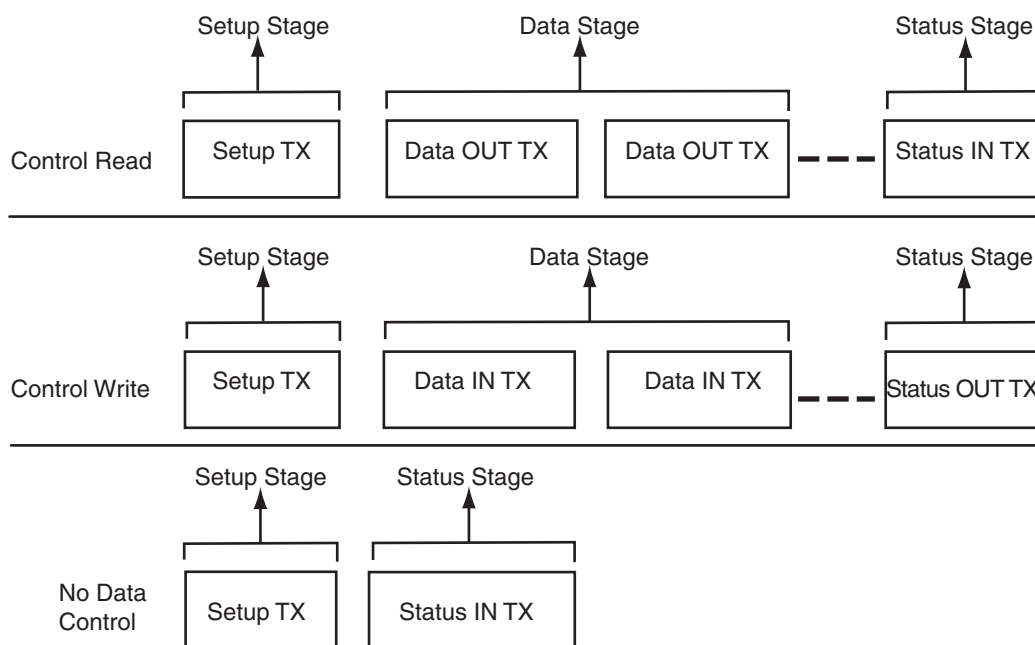 Setup Stage Data Stage Status Stage
Control Read Setup TX Data OUT TX Data OUT TX Status IN TX
Setup Stage Data Stage Status Stage
Control Write Setup TX Data IN TX Data IN TX Status OUT TX
Setup Stage Status Stage
No Data
Control Setup TX Status IN TX